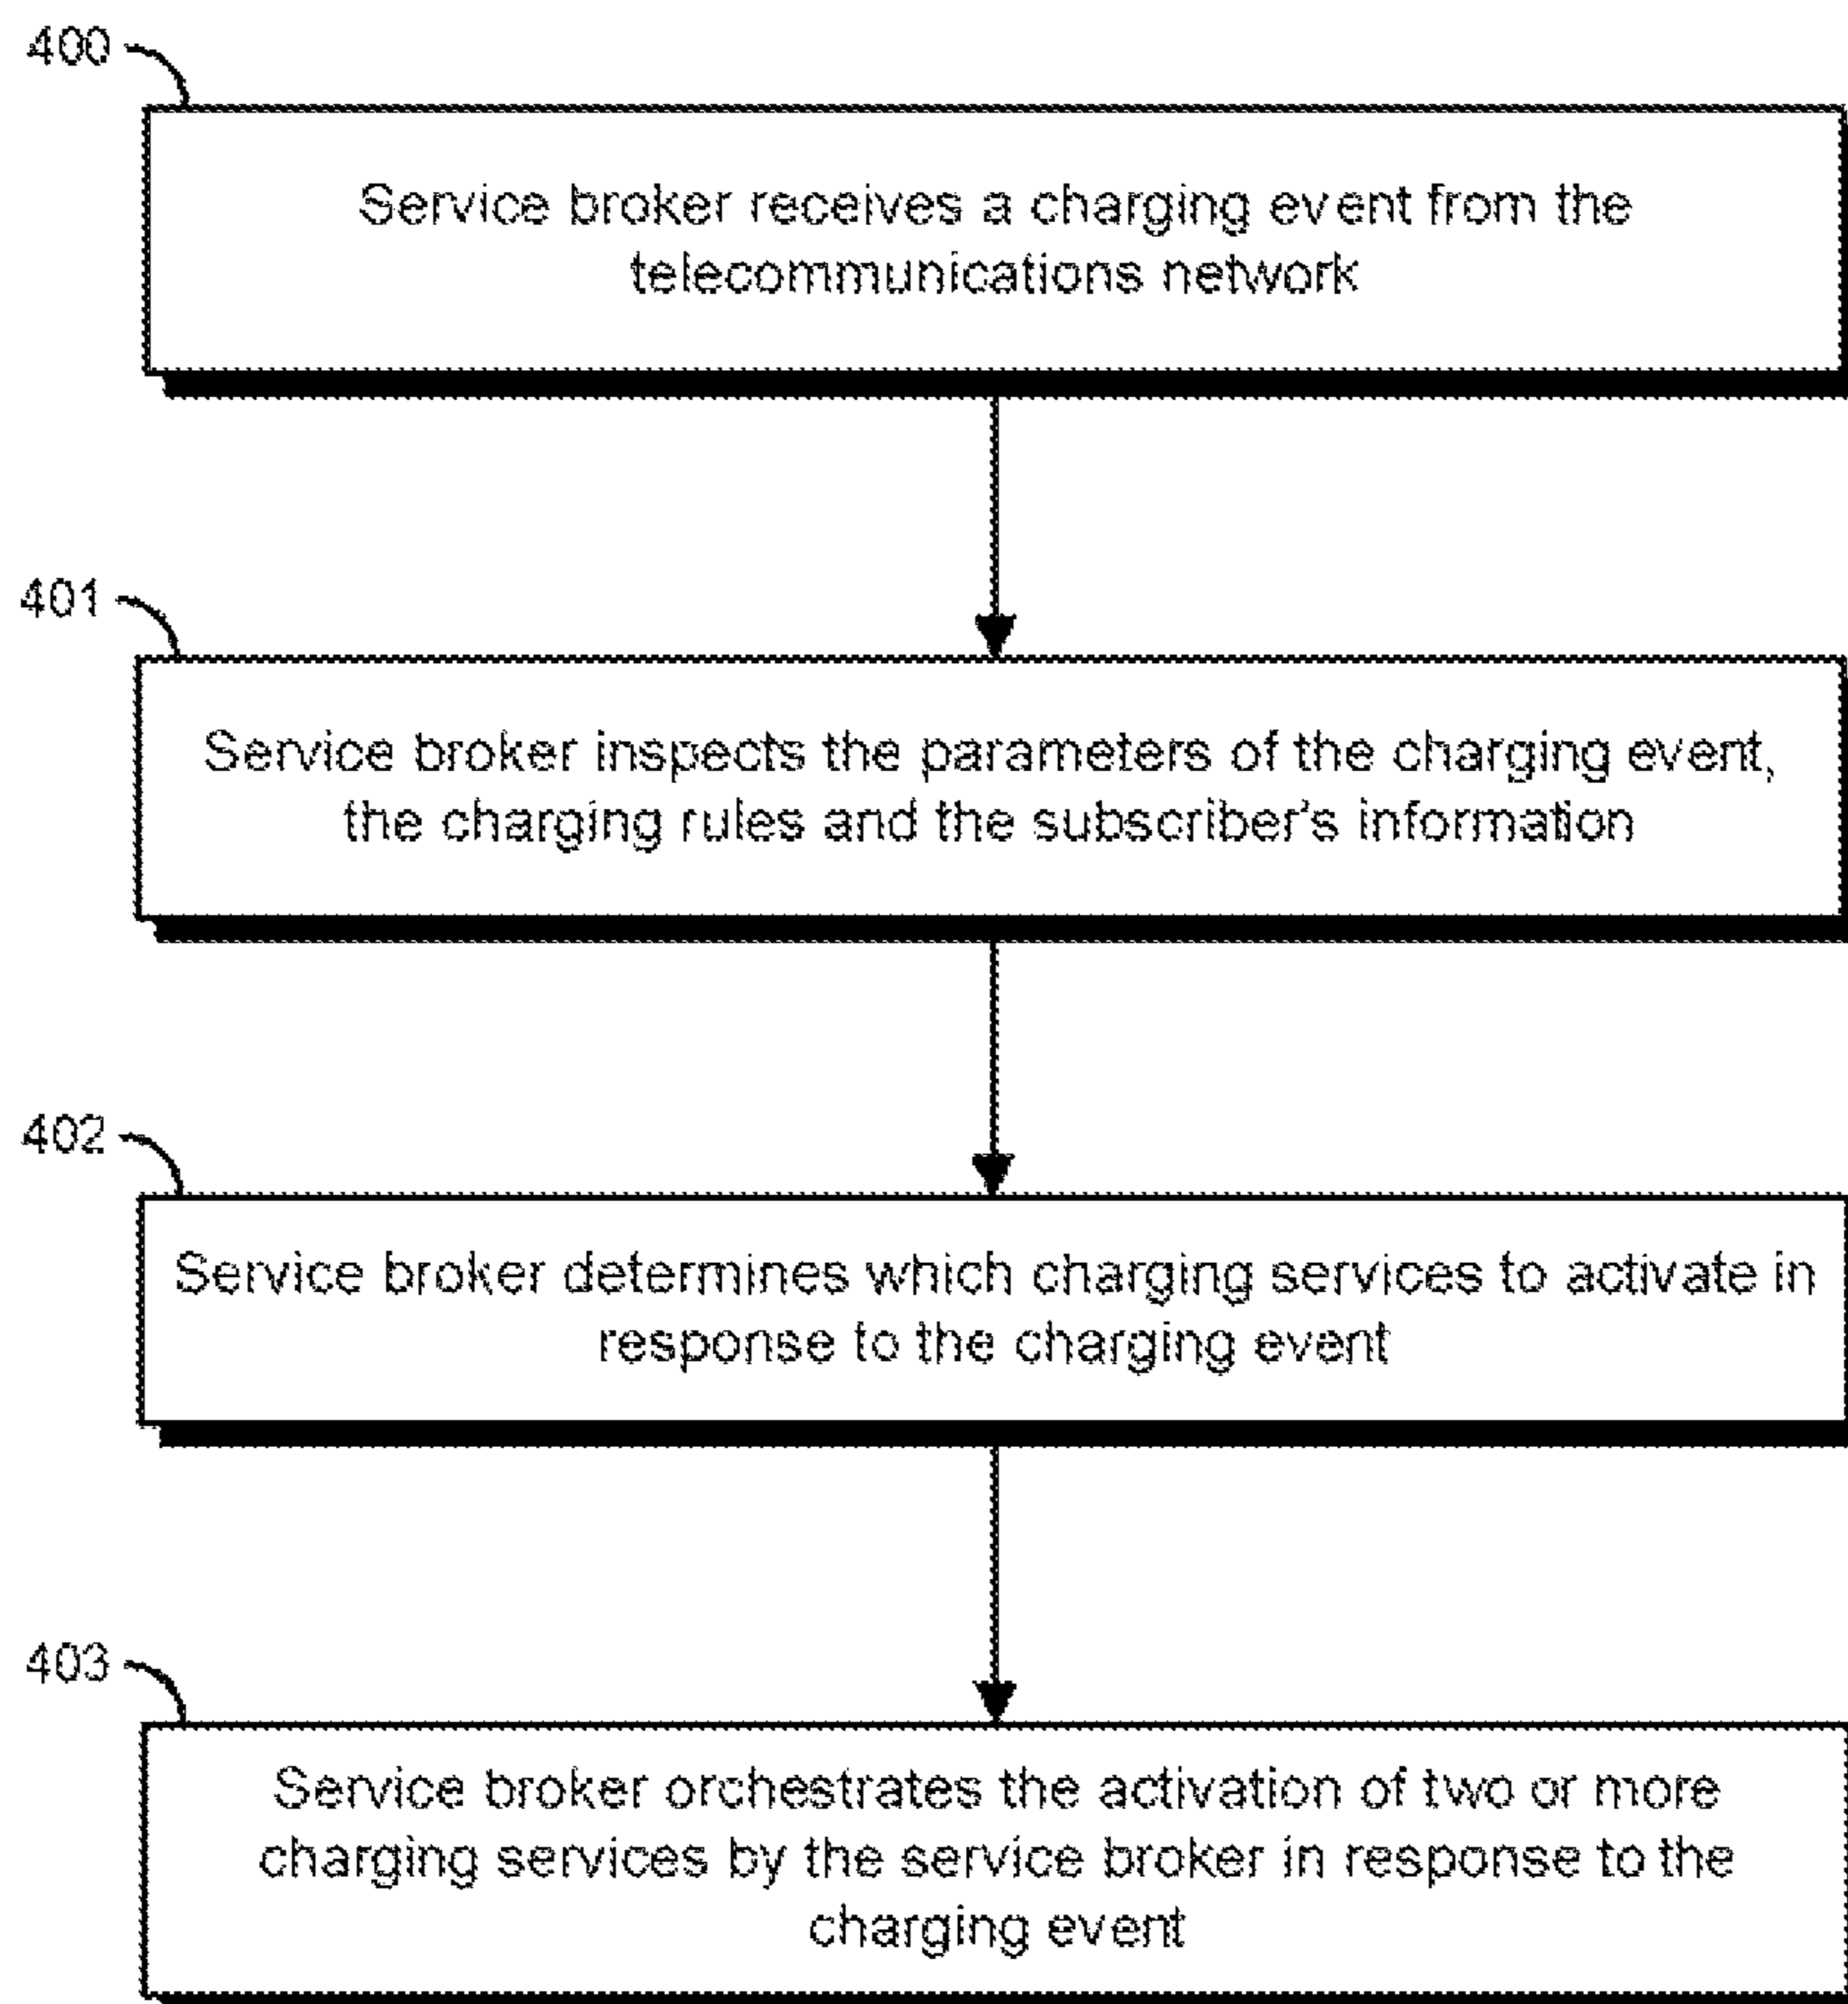 400
Service broker receives a charging event from the
telecommunications network
401
Service broker inspects the parameters of the charging event,
the charging rules and the subscriber's information
402
Service broker determines which charging services to activate in
response to the charging event
403
Service broker orchestrates the activation of two or more
charging services by the service broker in response to the
charging event